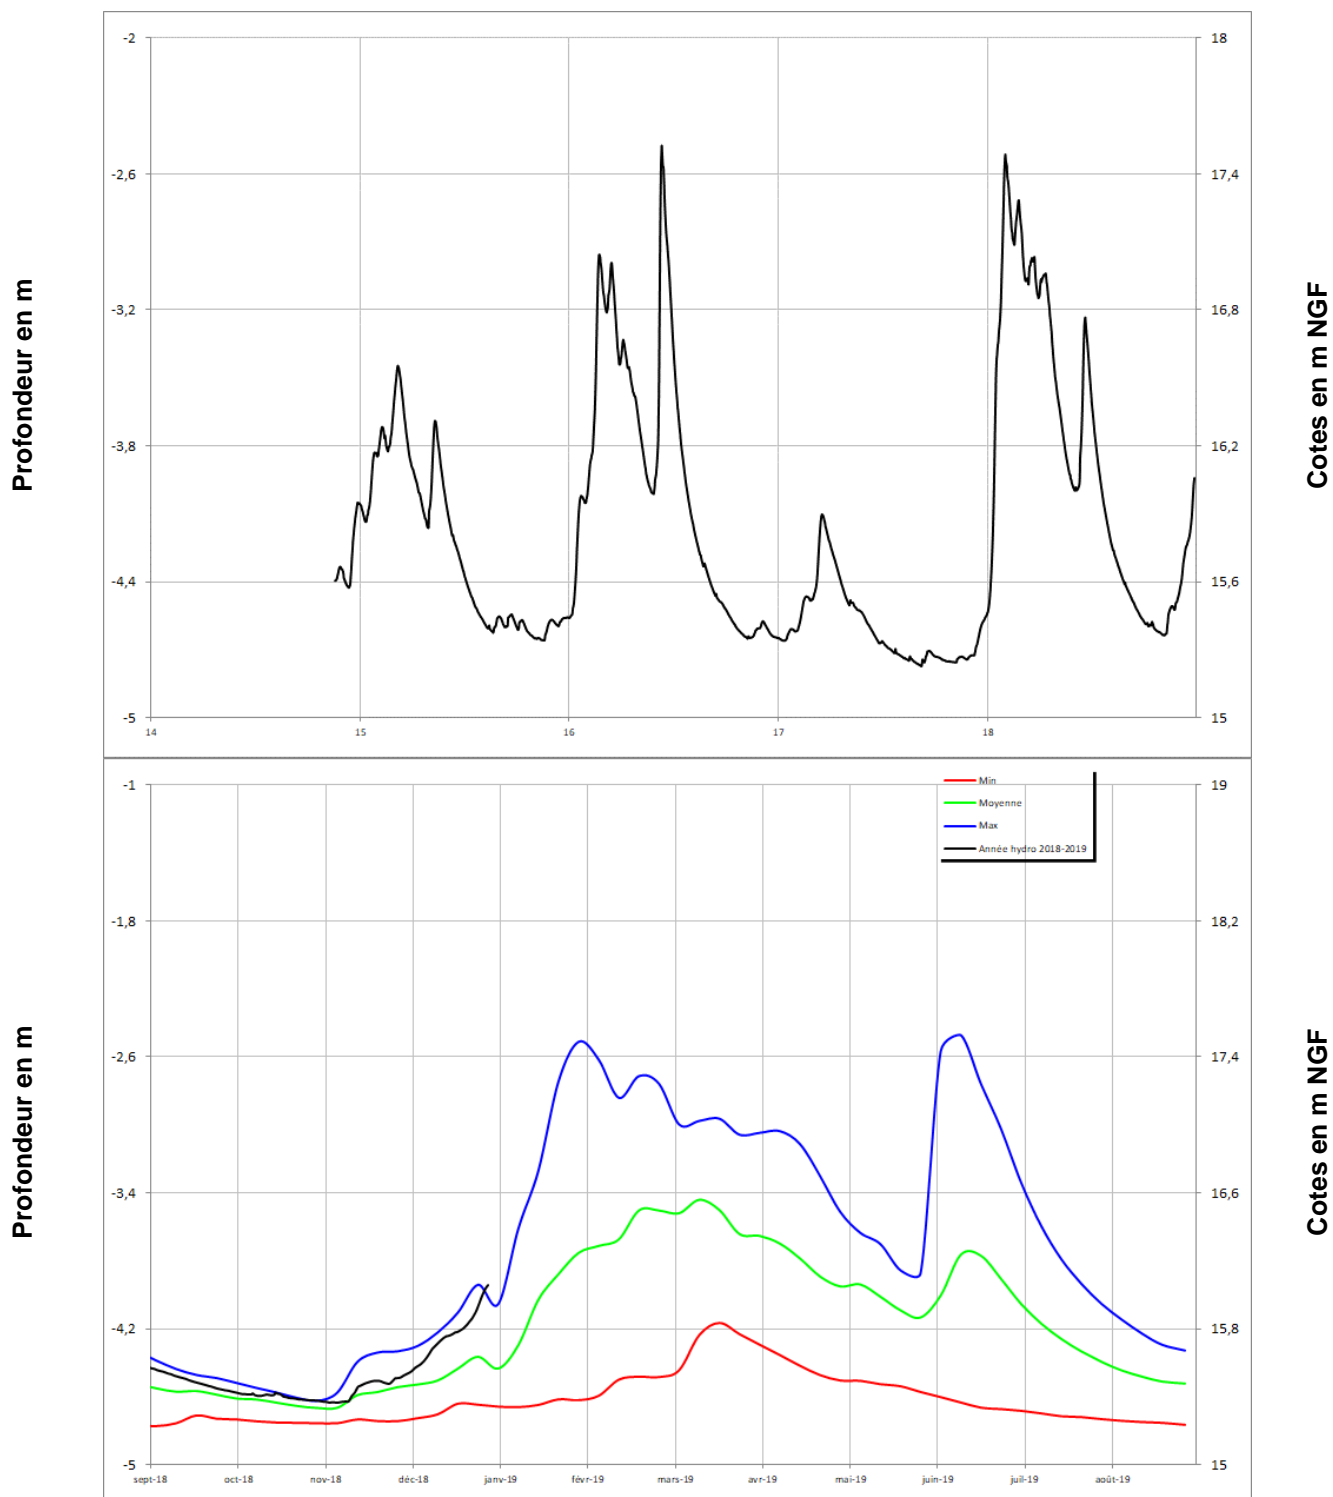 -2
18
-2,6
17,4
-3,2
16,8
-3,8
16,2
-4,4
15,6
-5
15
14
15
16
17
18
Profondeur en m
Cotes en m NGF
-1
19
-1,8
18,2
-2,6
17,4
-3,4
16,6
-4,2
15,8
-5
15
Min
Moyenne
Max
Année hydro 2018-2019
sept-18
oct-18
nov-18
déc-18
janv-19
févr-19
mars-19
avr-19
mai-19
juin-19
juil-19
août-19
Profondeur en m
Cotes en m NGF